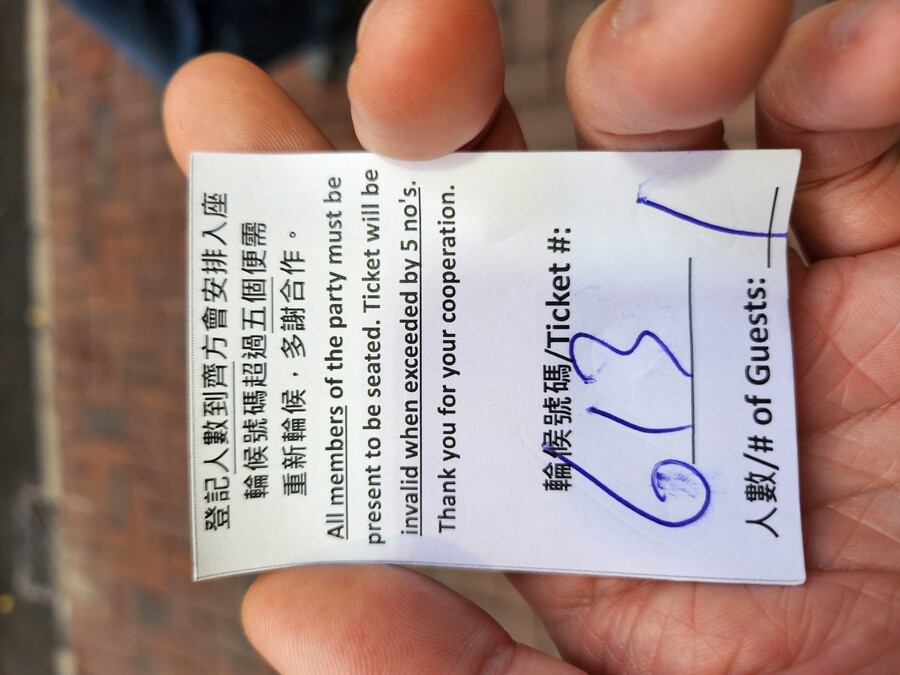 登記人數到齊方會安排入座
輪候號碼超過五個便需
重新輪候，多謝合作。
All members of the party must be
present to be seated. Ticket will be
invalid when exceeded by 5 no's.
Thank you for your cooperation.
輪候號碼/Ticket #:
613
人數/# of Guests: 1